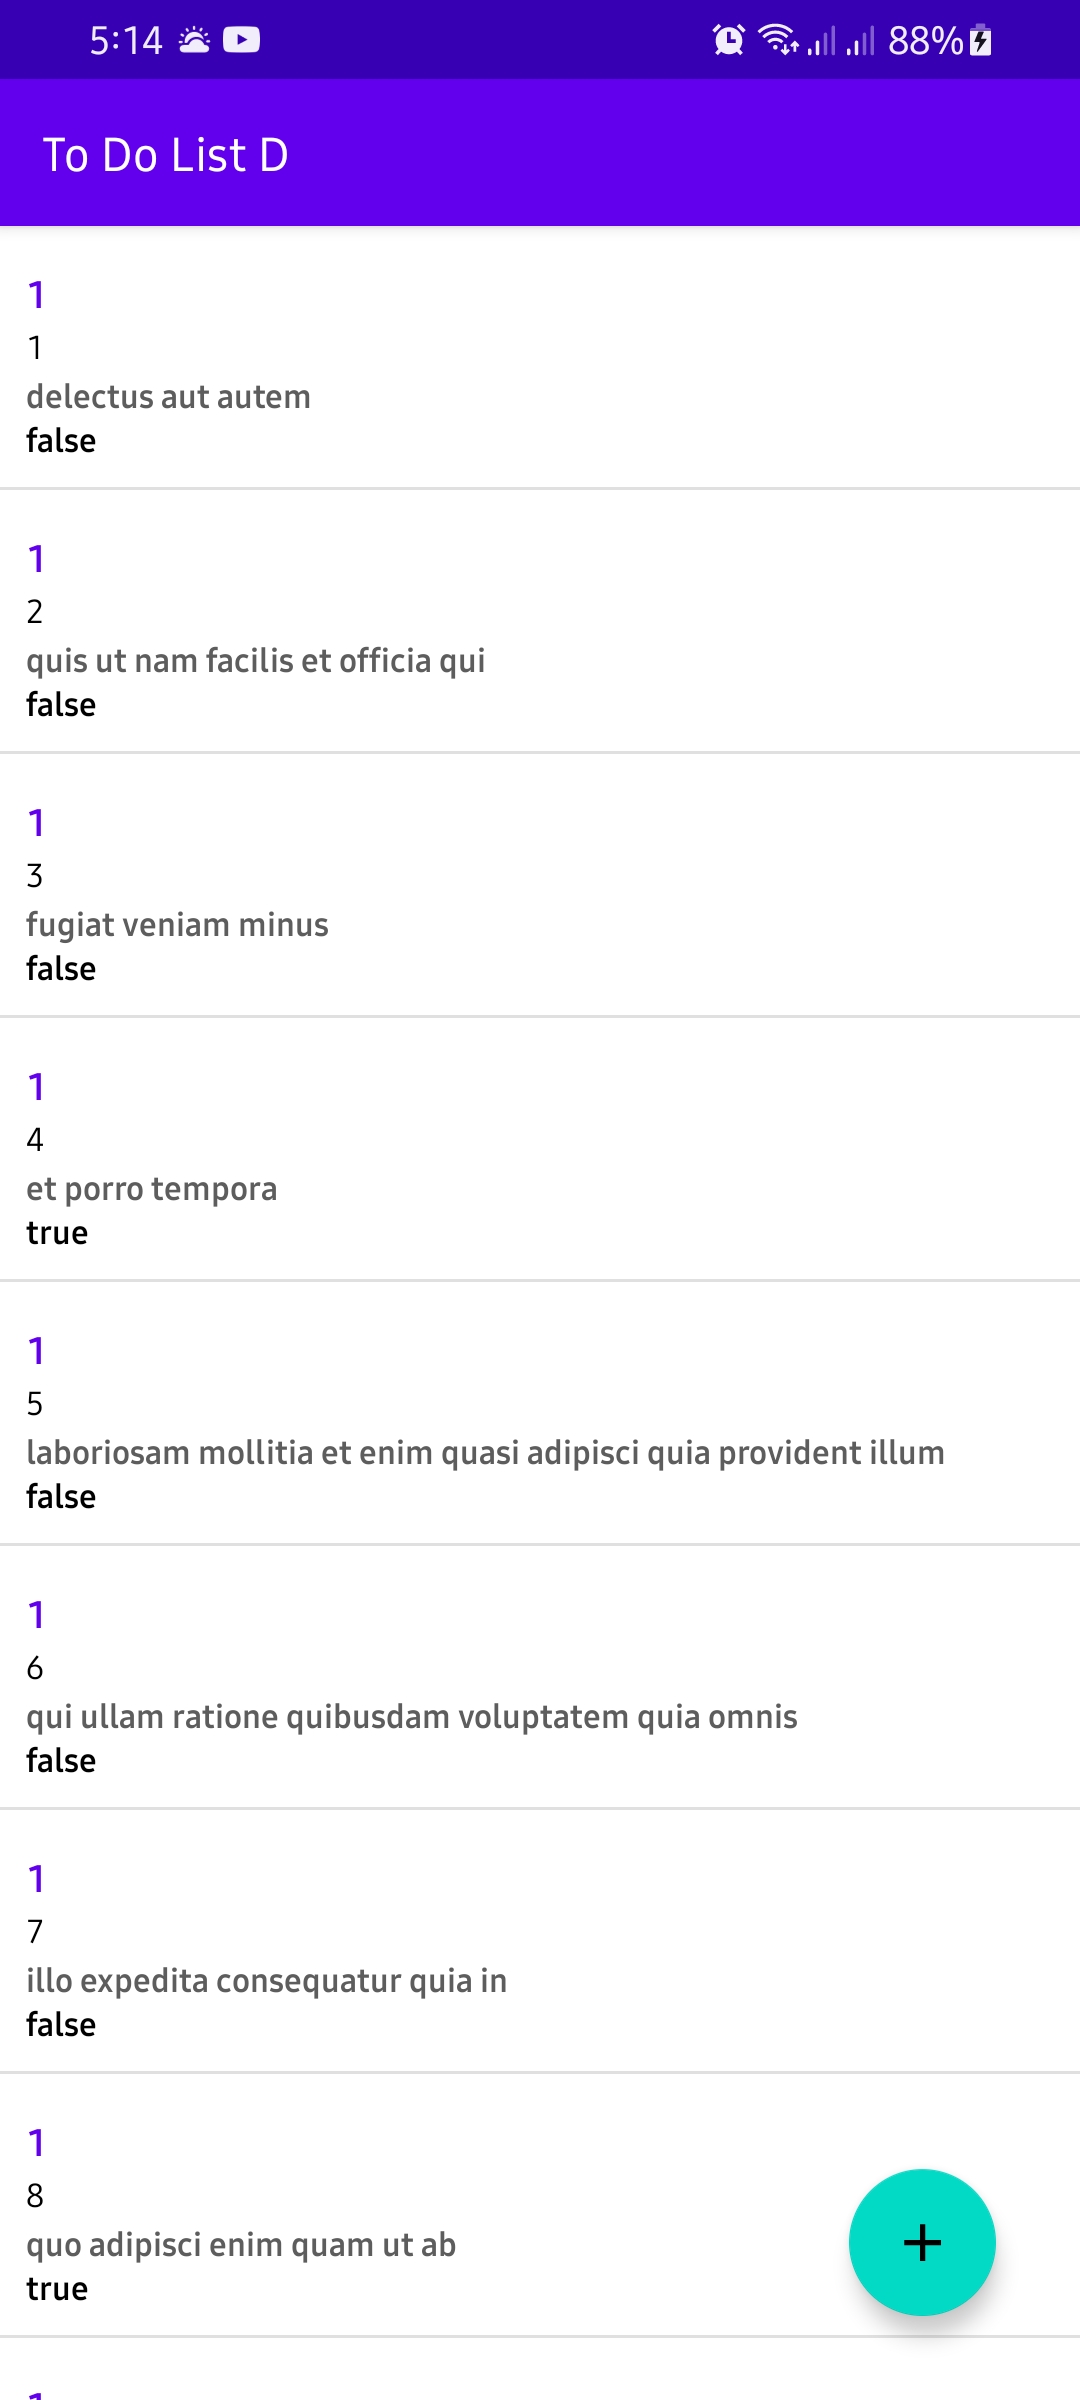 5:14 88%
To Do List D
1
1
delectus aut autem
false
1
2
quis ut nam facilis et officia qui
false
1
3
fugiat veniam minus
false
1
4
et porro tempora
true
1
5
laboriosam mollitia et enim quasi adipisci quia provident illum
false
1
6
qui ullam ratione quibusdam voluptatem quia omnis
false
1
7
illo expedita consequatur quia in
false
1
8
quo adipisci enim quam ut ab
true
+